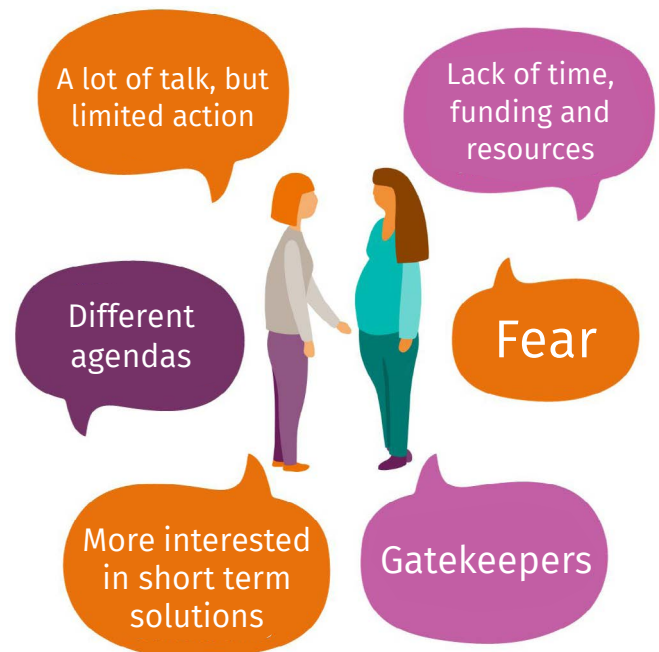 A lot of talk, but
limited action
Lack of time,
funding and
resources
Different
agendas
Fear
More interested
in short term
solutions
Gatekeepers